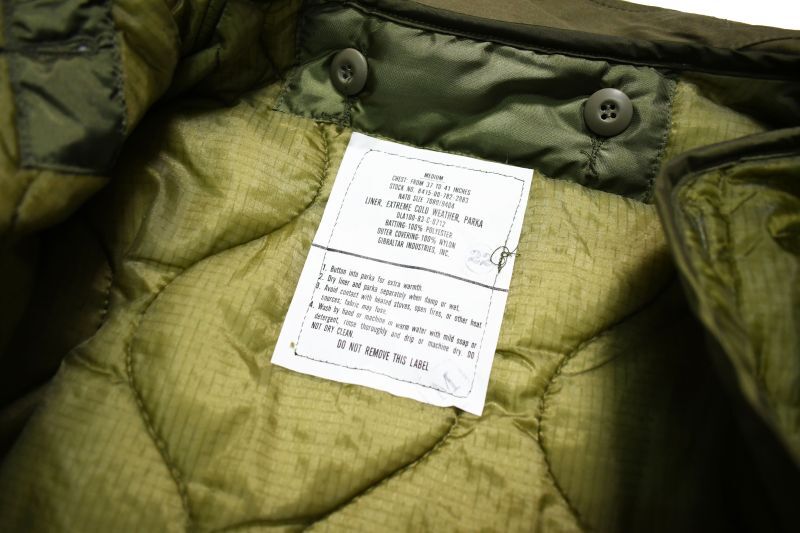 MEDIUM
CHEST: FROM 37 TO 41 INCHES
STOCK NO. 8415-00-782-2883
NATO SIZE 7080/9404
LINER, EXTREME COLD WEATHER, PARKA
DLA100-83-C-0712
BATTING-100% POLYESTER
OUTER COVERING-100% NYLON
GIBRALTAR INDUSTRIES, INC.
1. Button into parka for extra warmth.
2. Dry liner and parka separately when damp or wet.
3. Avoid contact with heated stoves, open fires, or other heat
sources; fabric may fuse.
4. Wash by hand or machine in warm water with mild soap or
detergent, rinse thoroughly and drip or machine dry. DO
NOT DRY CLEAN.
DO NOT REMOVE THIS LABEL